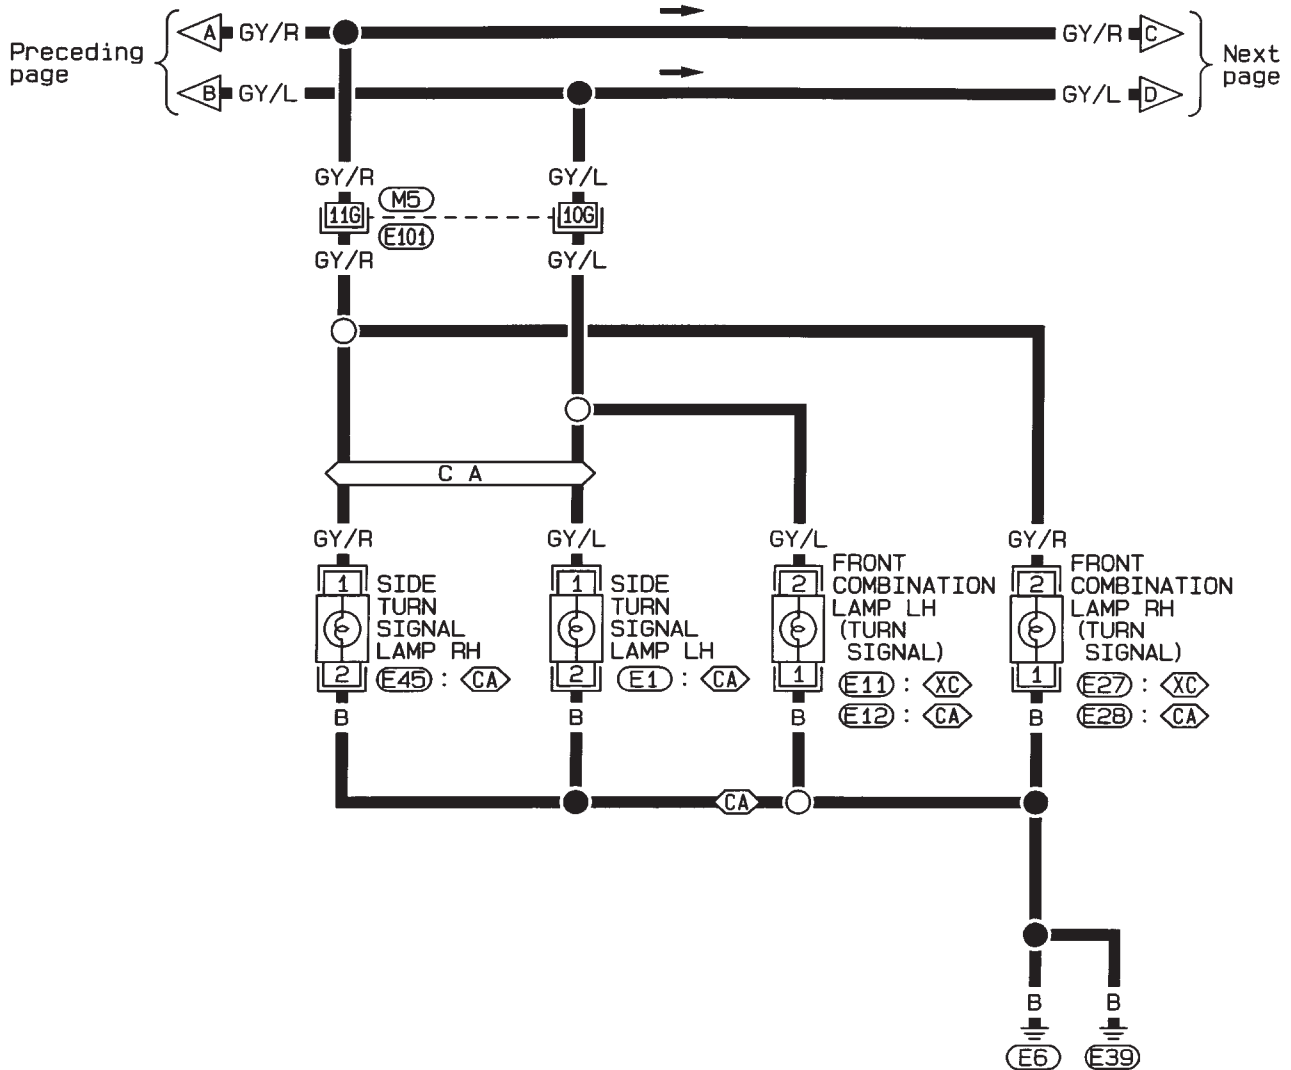 A GY/R GY/R C
Preceding
page
Next
page
B GY/L GY/L D
GY/R GY/L
M5
11G 10G
E101
GY/R GY/L
C A
GY/R GY/L GY/L GY/R
1 SIDE
TURN
SIGNAL
LAMP RH
2 E45 : CA
B
1 SIDE
TURN
SIGNAL
LAMP LH
2 E1 : CA
B
2 FRONT
COMBINATION
LAMP LH
(TURN
SIGNAL)
1 E11 : XC
B E12 : CA
2 FRONT
COMBINATION
LAMP RH
(TURN
SIGNAL)
1 E27 : XC
B E28 : CA
CA
B B
E6 E39